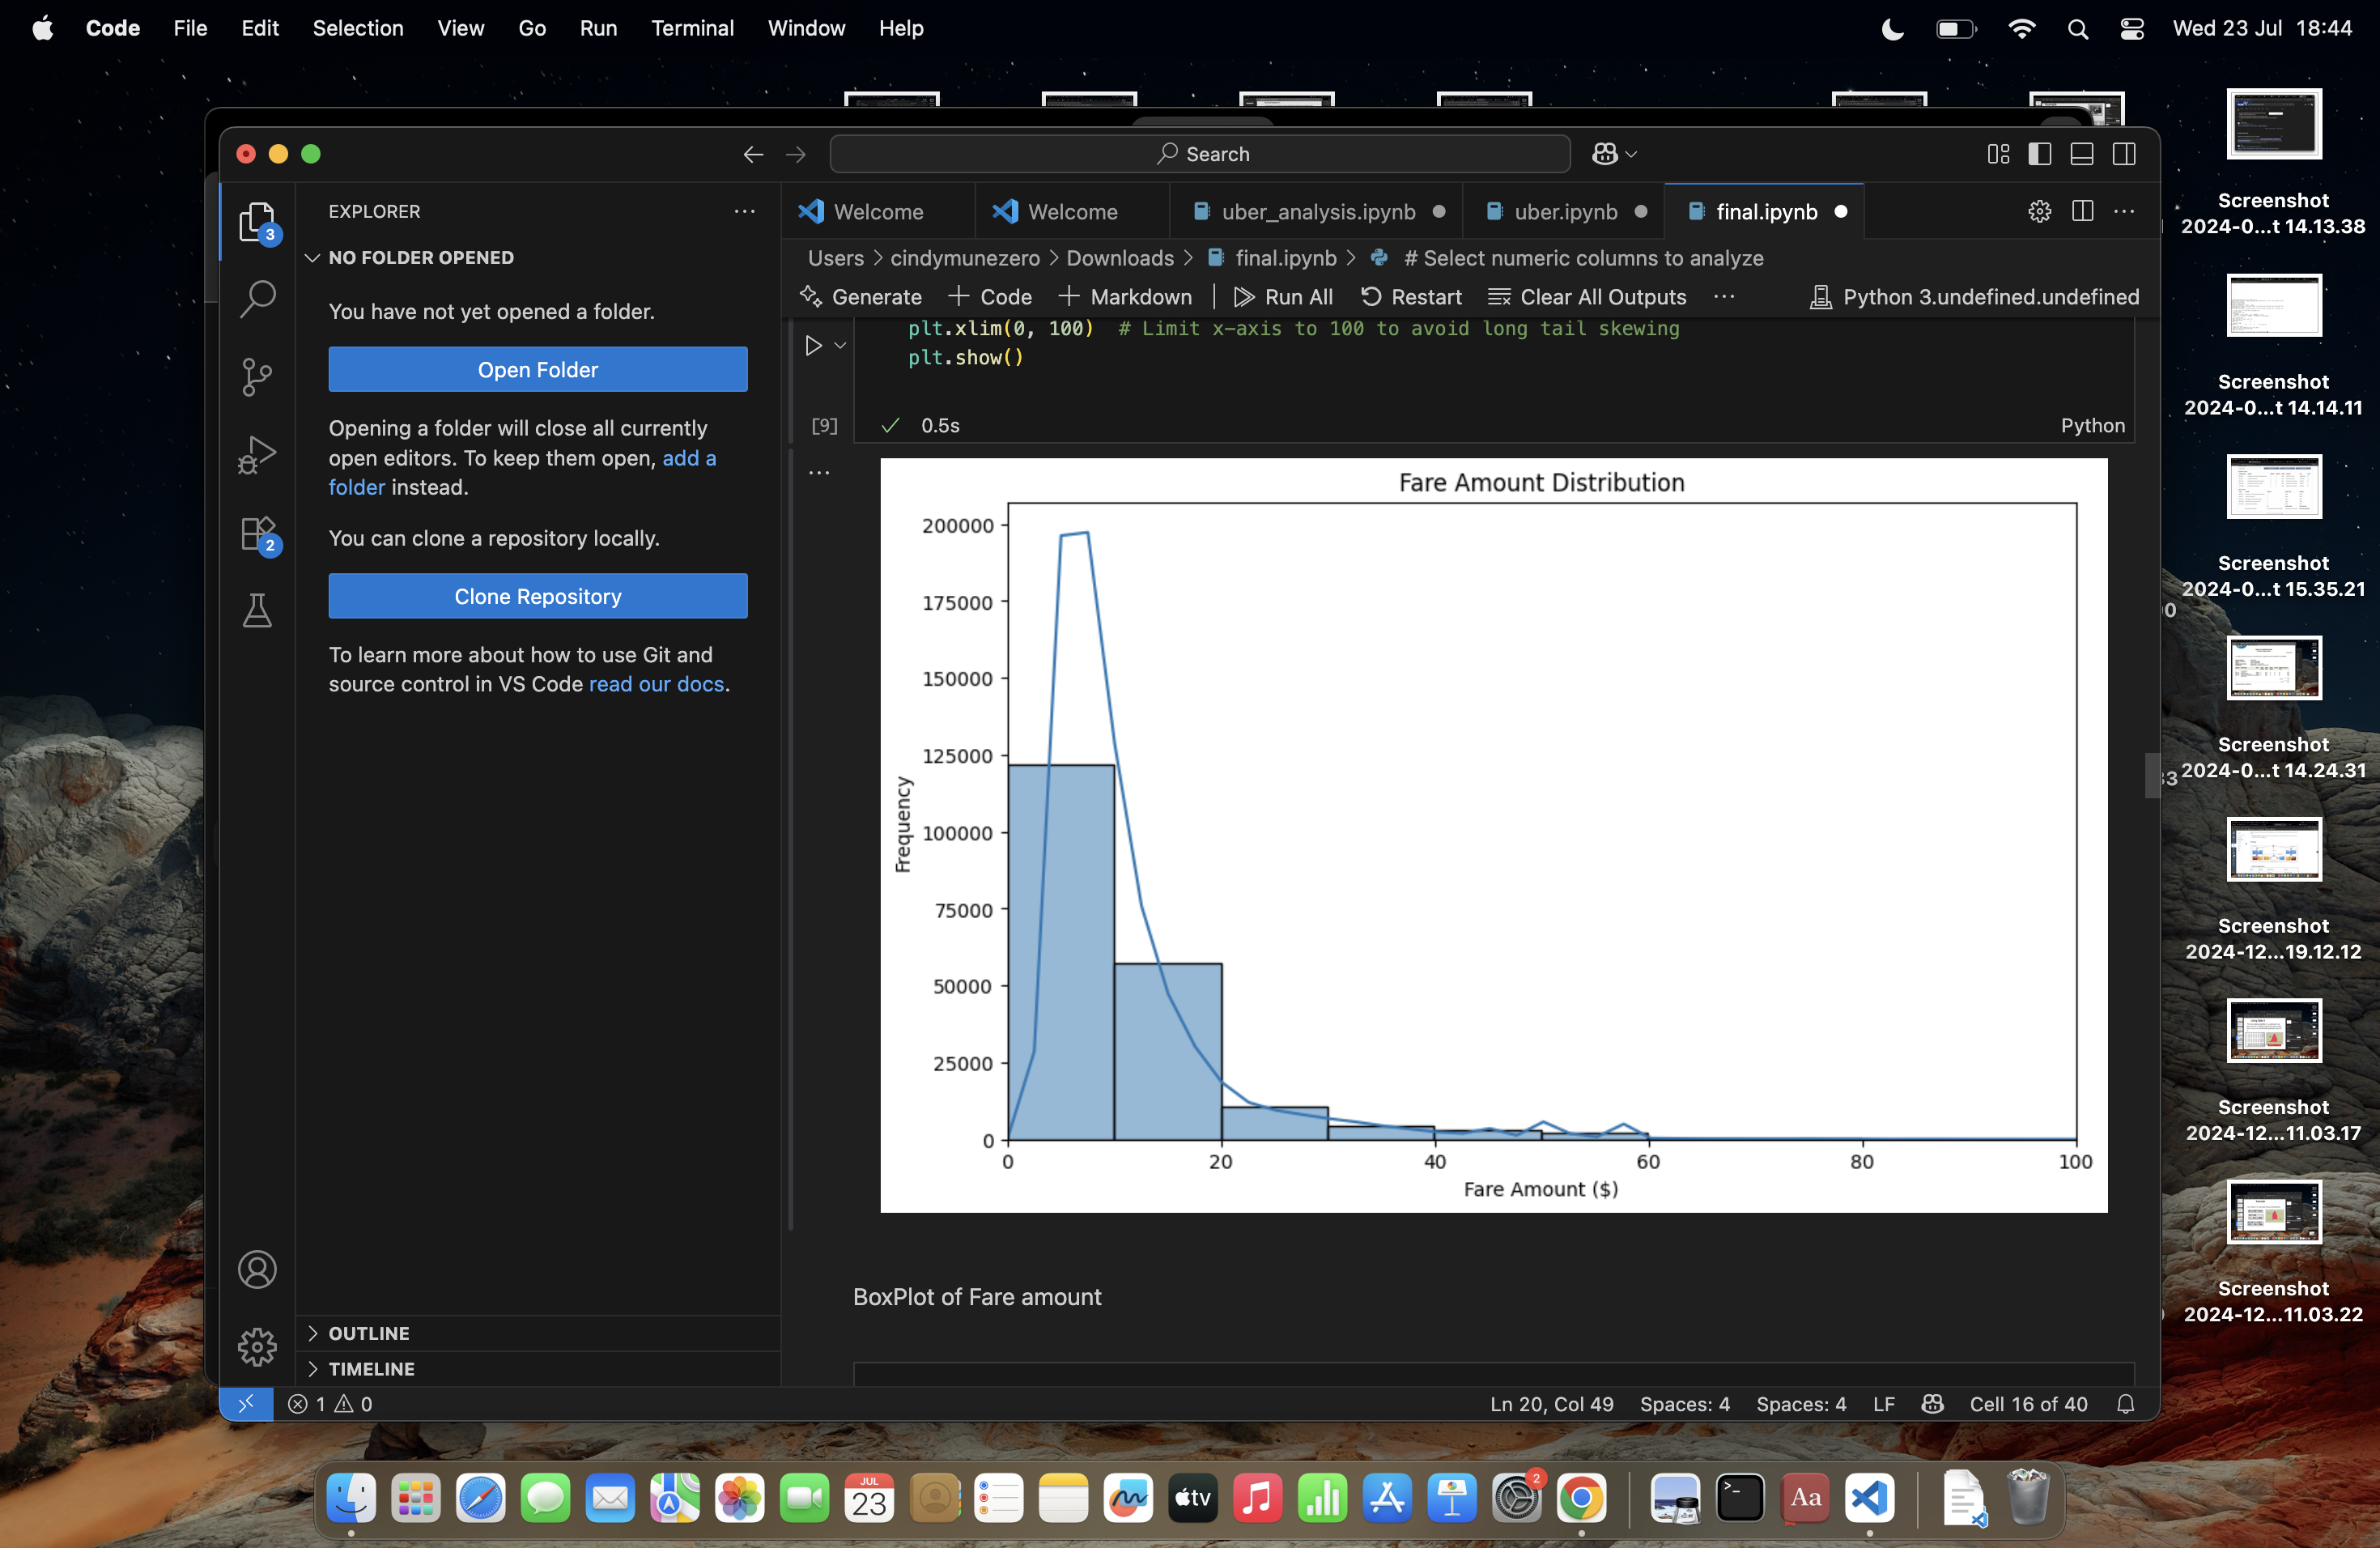 Code File Edit Selection View Go Run Terminal Window Help
Wed 23 Jul 18:44
Search
EXPLORER
3
NO FOLDER OPENED
You have not yet opened a folder.
Open Folder
Opening a folder will close all currently
open editors. To keep them open, add a
folder instead.
You can clone a repository locally.
2
Clone Repository
To learn more about how to use Git and
source control in VS Code read our docs.
OUTLINE
TIMELINE
Welcome Welcome uber_analysis.ipynb uber.ipynb final.ipynb
Users > cindymunezero > Downloads > final.ipynb > # Select numeric columns to analyze
Generate + Code + Markdown Run All Restart Clear All Outputs ... Python 3.undefined.undefined
plt.xlim(0, 100) # Limit x-axis to 100 to avoid long tail skewing
plt.show()
[9] 0.5s Python
Fare Amount Distribution
200000
175000
150000
125000
100000
75000
50000
25000
0
Frequency
0 20 40 60 80 100
Fare Amount ($)
BoxPlot of Fare amount
1 0 Ln 20, Col 49 Spaces: 4 Spaces: 4 LF Cell 16 of 40
Screenshot
2024-0...t 14.13.38
Screenshot
2024-0...t 14.14.11
Screenshot
2024-0...t 15.35.21
Screenshot
2024-0...t 14.24.31
Screenshot
2024-12...19.12.12
Screenshot
2024-12...11.03.17
Screenshot
2024-12...11.03.22
JUL
23
tv
2
Aa